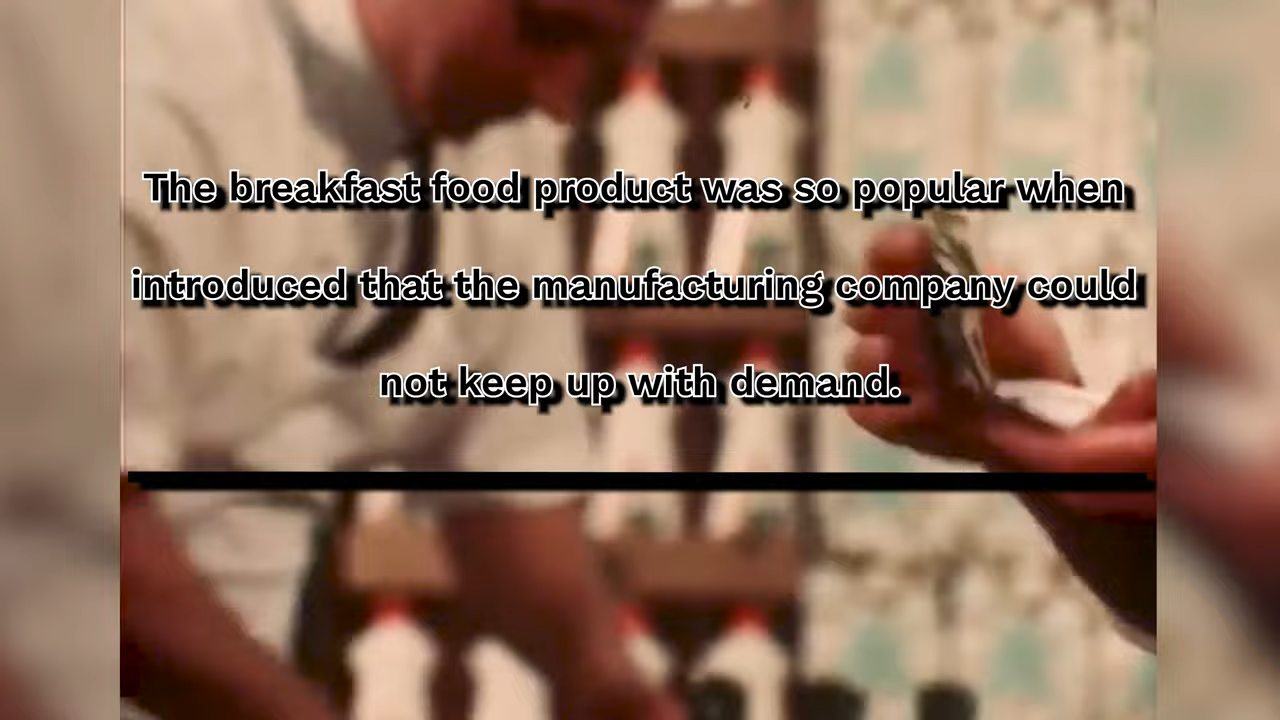 The breakfast food product was so popular when
introduced that the manufacturing company could
not keep up with demand.